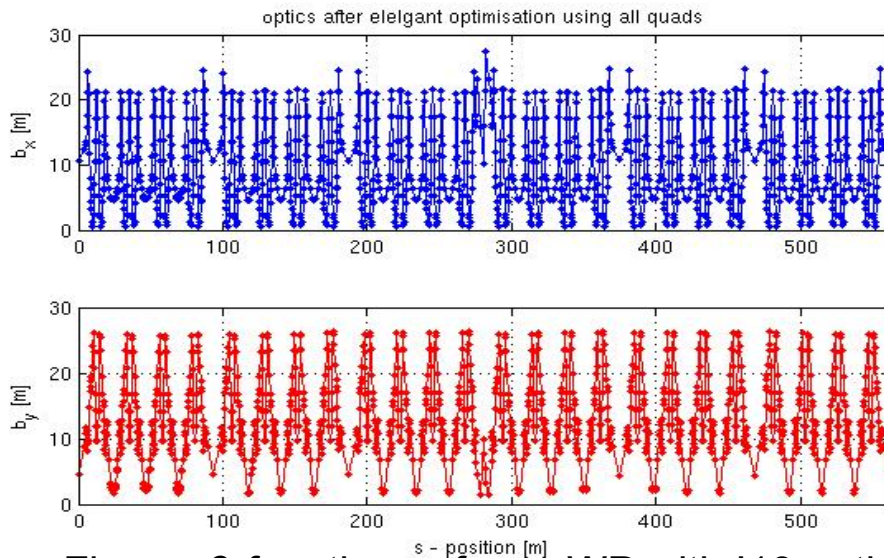 optics after elelgant optimisation using all quads
30
20
10
0
b_x [m]
0 100 200 300 400 500
30
20
10
0
b_y [m]
0 100 200 300 400 500
s - position [m]